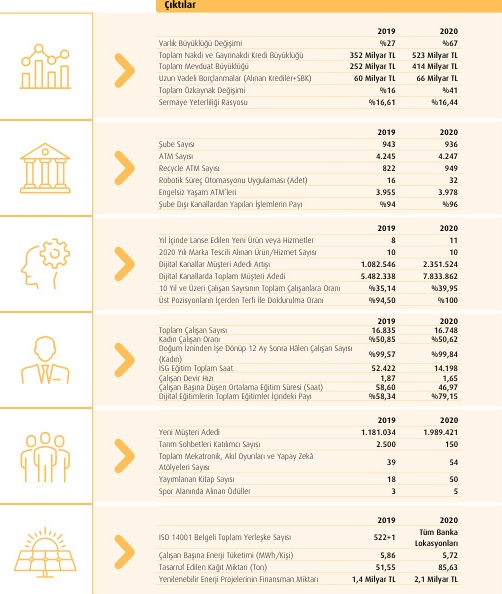 Çıktılar
2019 2020
Varlık Büyüklüğü Değişimi %27 %67
Toplam Nakdi ve Gayrinakdi Kredi Büyüklüğü 352 Milyar TL 523 Milyar TL
Toplam Mevduat Büyüklüğü 252 Milyar TL 414 Milyar TL
Uzun Vadeli Borçlanmalar (Alınan Krediler+SBK) 60 Milyar TL 66 Milyar TL
Toplam Özkaynak Değişimi %16 %41
Sermaye Yeterliliği Rasyosu %16,61 %16,44
2019 2020
Şube Sayısı 943 936
ATM Sayısı 4.245 4.247
Recycle ATM Sayısı 822 949
Robotik Süreç Otomasyonu Uygulaması (Adet) 16 32
Engelsiz Yaşam ATM'leri 3.955 3.978
Şube Dışı Kanallardan Yapılan İşlemlerin Payı %94 %96
2019 2020
Yıl İçinde Lanse Edilen Yeni Ürün veya Hizmetler 8 11
2020 Yılı Marka Tescili Alınan Ürün/Hizmet Sayısı 10 10
Dijital Kanallar Müşteri Adedi Artışı 1.082.546 2.351.524
Dijital Kanallarda Toplam Müşteri Adedi 5.482.338 7.833.862
10 Yıl ve Üzeri Çalışan Sayısının Toplam Çalışanlara Oranı %35,14 %39,95
Üst Pozisyonların İçerden Terfi İle Doldurulma Oranı %94,50 %100
2019 2020
Toplam Çalışan Sayısı 16.835 16.748
Kadın Çalışan Oranı %50,85 %50,62
Doğum İzninden İşe Dönüp 12 Ay Sonra Hâlen Çalışan Sayısı
(Kadın) %99,57 %99,84
İSG Eğitim Toplam Saat 52.422 14.198
Çalışan Devir Hızı 1,87 1,65
Çalışan Başına Düşen Ortalama Eğitim Süresi (Saat) 58,60 46,97
Dijital Eğitimlerin Toplam Eğitimler İçindeki Payı %58,34 %79,15
2019 2020
Yeni Müşteri Adedi 1.181.034 1.989.421
Tarım Sohbetleri Katılımcı Sayısı 2.500 150
Toplam Mekatronik, Akıl Oyunları ve Yapay Zekâ
Atölyeleri Sayısı 39 54
Yayımlanan Kitap Sayısı 18 50
Spor Alanında Alınan Ödüller 3 5
2019 2020
ISO 14001 Belgeli Toplam Yerleşke Sayısı 522+1 Tüm Banka
Lokasyonları
Çalışan Başına Enerji Tüketimi (MWh/Kişi) 5,86 5,72
Tasarruf Edilen Kağıt Miktarı (Ton) 51,55 85,63
Yenilenebilir Enerji Projelerinin Finansman Miktarı 1,4 Milyar TL 2,1 Milyar TL